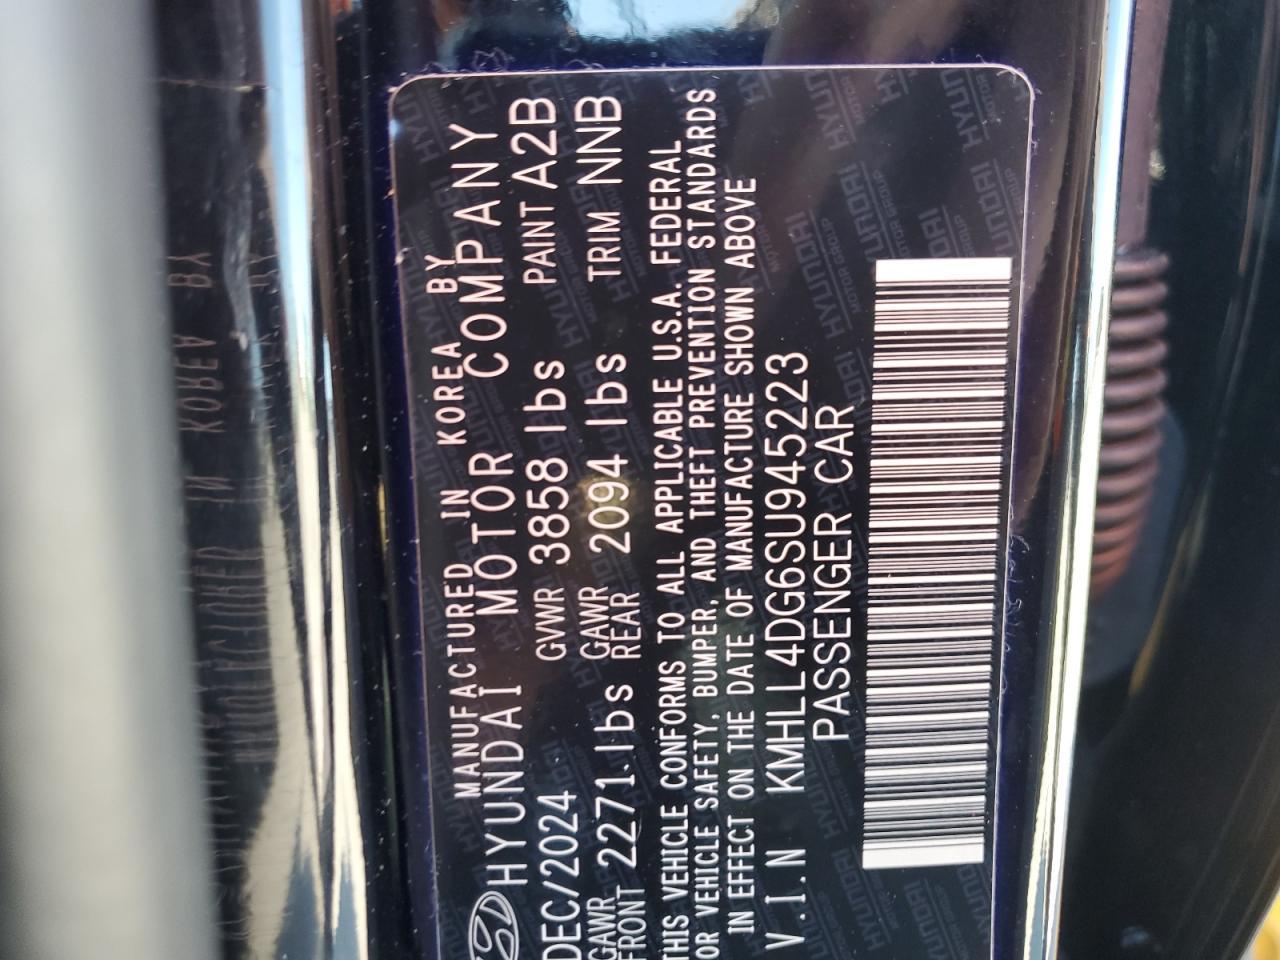 MANUFACTURED IN KOREA BY
HYUNDAI MOTOR COMPANY
DEC/2024 GVWR 3858 lbs PAINT A2B
GAWR FRONT 2271 lbs GAWR REAR 2094 lbs TRIM NNB
THIS VEHICLE CONFORMS TO ALL APPLICABLE U.S.A. FEDERAL
OR VEHICLE SAFETY, BUMPER, AND THEFT PREVENTION STANDARDS
IN EFFECT ON THE DATE OF MANUFACTURE SHOWN ABOVE
V.I.N KMHLL4DG6SU945223
PASSENGER CAR